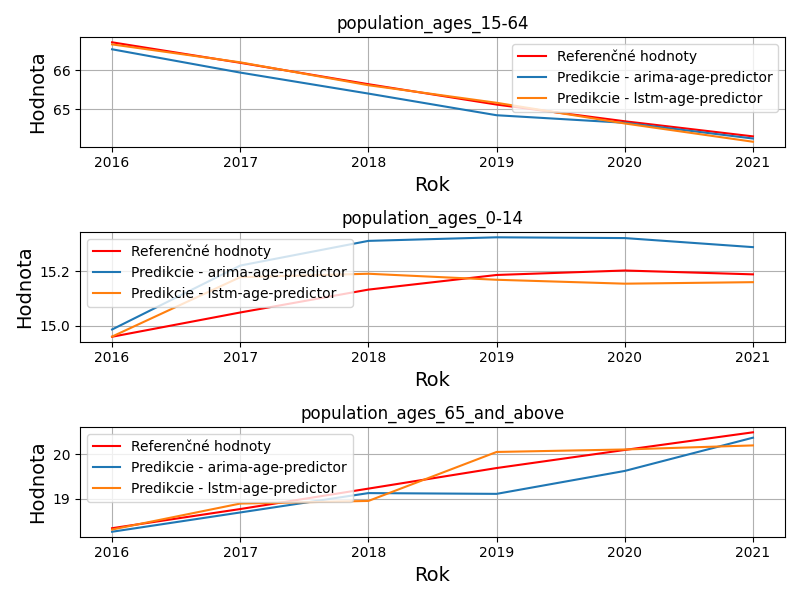 population_ages_15-64
Hodnota
66
65
Referenčné hodnoty
Predikcie - arima-age-predictor
Predikcie - lstm-age-predictor
2016 2017 2018 2019 2020 2021
Rok
population_ages_0-14
Hodnota
15.2
15.0
Referenčné hodnoty
Predikcie - arima-age-predictor
Predikcie - lstm-age-predictor
2016 2017 2018 2019 2020 2021
Rok
population_ages_65_and_above
Hodnota
20
19
Referenčné hodnoty
Predikcie - arima-age-predictor
Predikcie - lstm-age-predictor
2016 2017 2018 2019 2020 2021
Rok